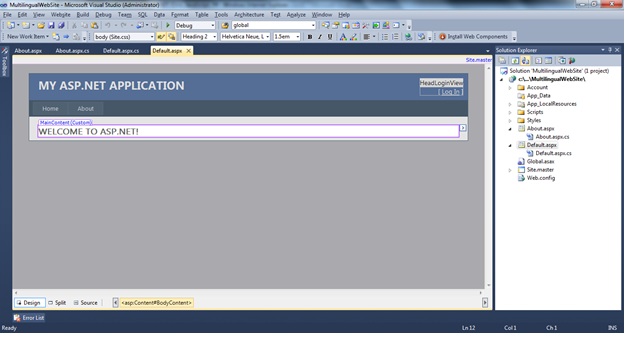 MultilingualWebSite - Microsoft Visual Studio (Administrator)
File Edit View Website Build Debug Team SQL Data Format Table Tools Architecture Test Analyze Window Help
Debug global
New Work Item body (Site.css) Heading 2 Helvetica Neue, L 1.5em B I U A Install Web Components
About.aspx About.aspx.cs Default.aspx.cs Default.aspx
Site.master
Toolbox
MY ASP.NET APPLICATION
HeadLoginView
[ Log In ]
Home About
MainContent (Custom)
WELCOME TO ASP.NET!
Design Split Source <asp:Content#BodyContent>
Solution Explorer
Solution 'MultilingualWebSite' (1 project)
c:\...\MultilingualWebSite\
Account
App_Data
App_LocalResources
Scripts
Styles
About.aspx
About.aspx.cs
Default.aspx
Default.aspx.cs
Global.asax
Site.master
Web.config
Error List
Ready Ln 12 Col 1 Ch 1 INS